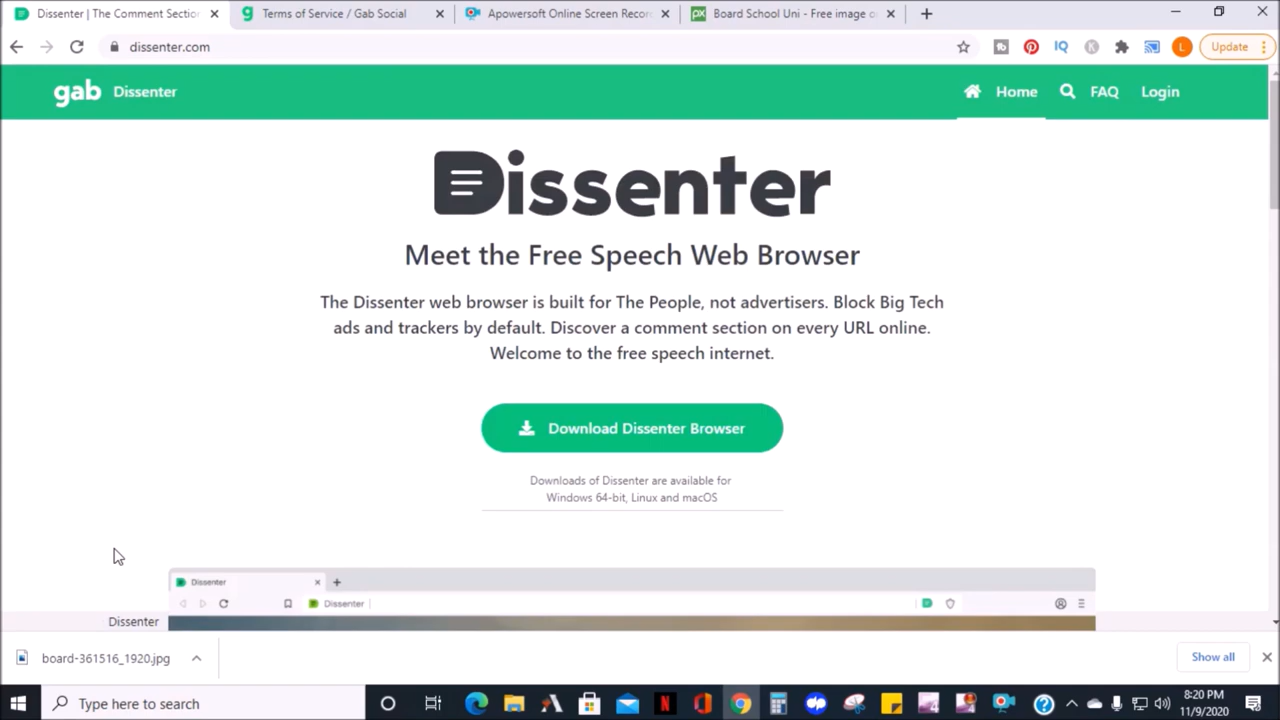 Dissenter | The Comment Sectio
Terms of Service / Gab Social
Apowersoft Online Screen Recor
Board School Uni - Free image o
dissenter.com
IQ
L
Update
gab Dissenter
Home
FAQ
Login
Dissenter
Meet the Free Speech Web Browser
The Dissenter web browser is built for The People, not advertisers. Block Big Tech
ads and trackers by default. Discover a comment section on every URL online.
Welcome to the free speech internet.
Download Dissenter Browser
Downloads of Dissenter are available for
Windows 64-bit, Linux and macOS
Dissenter
Dissenter
Dissenter
board-361516_1920.jpg
Show all
Type here to search
8:20 PM
11/9/2020